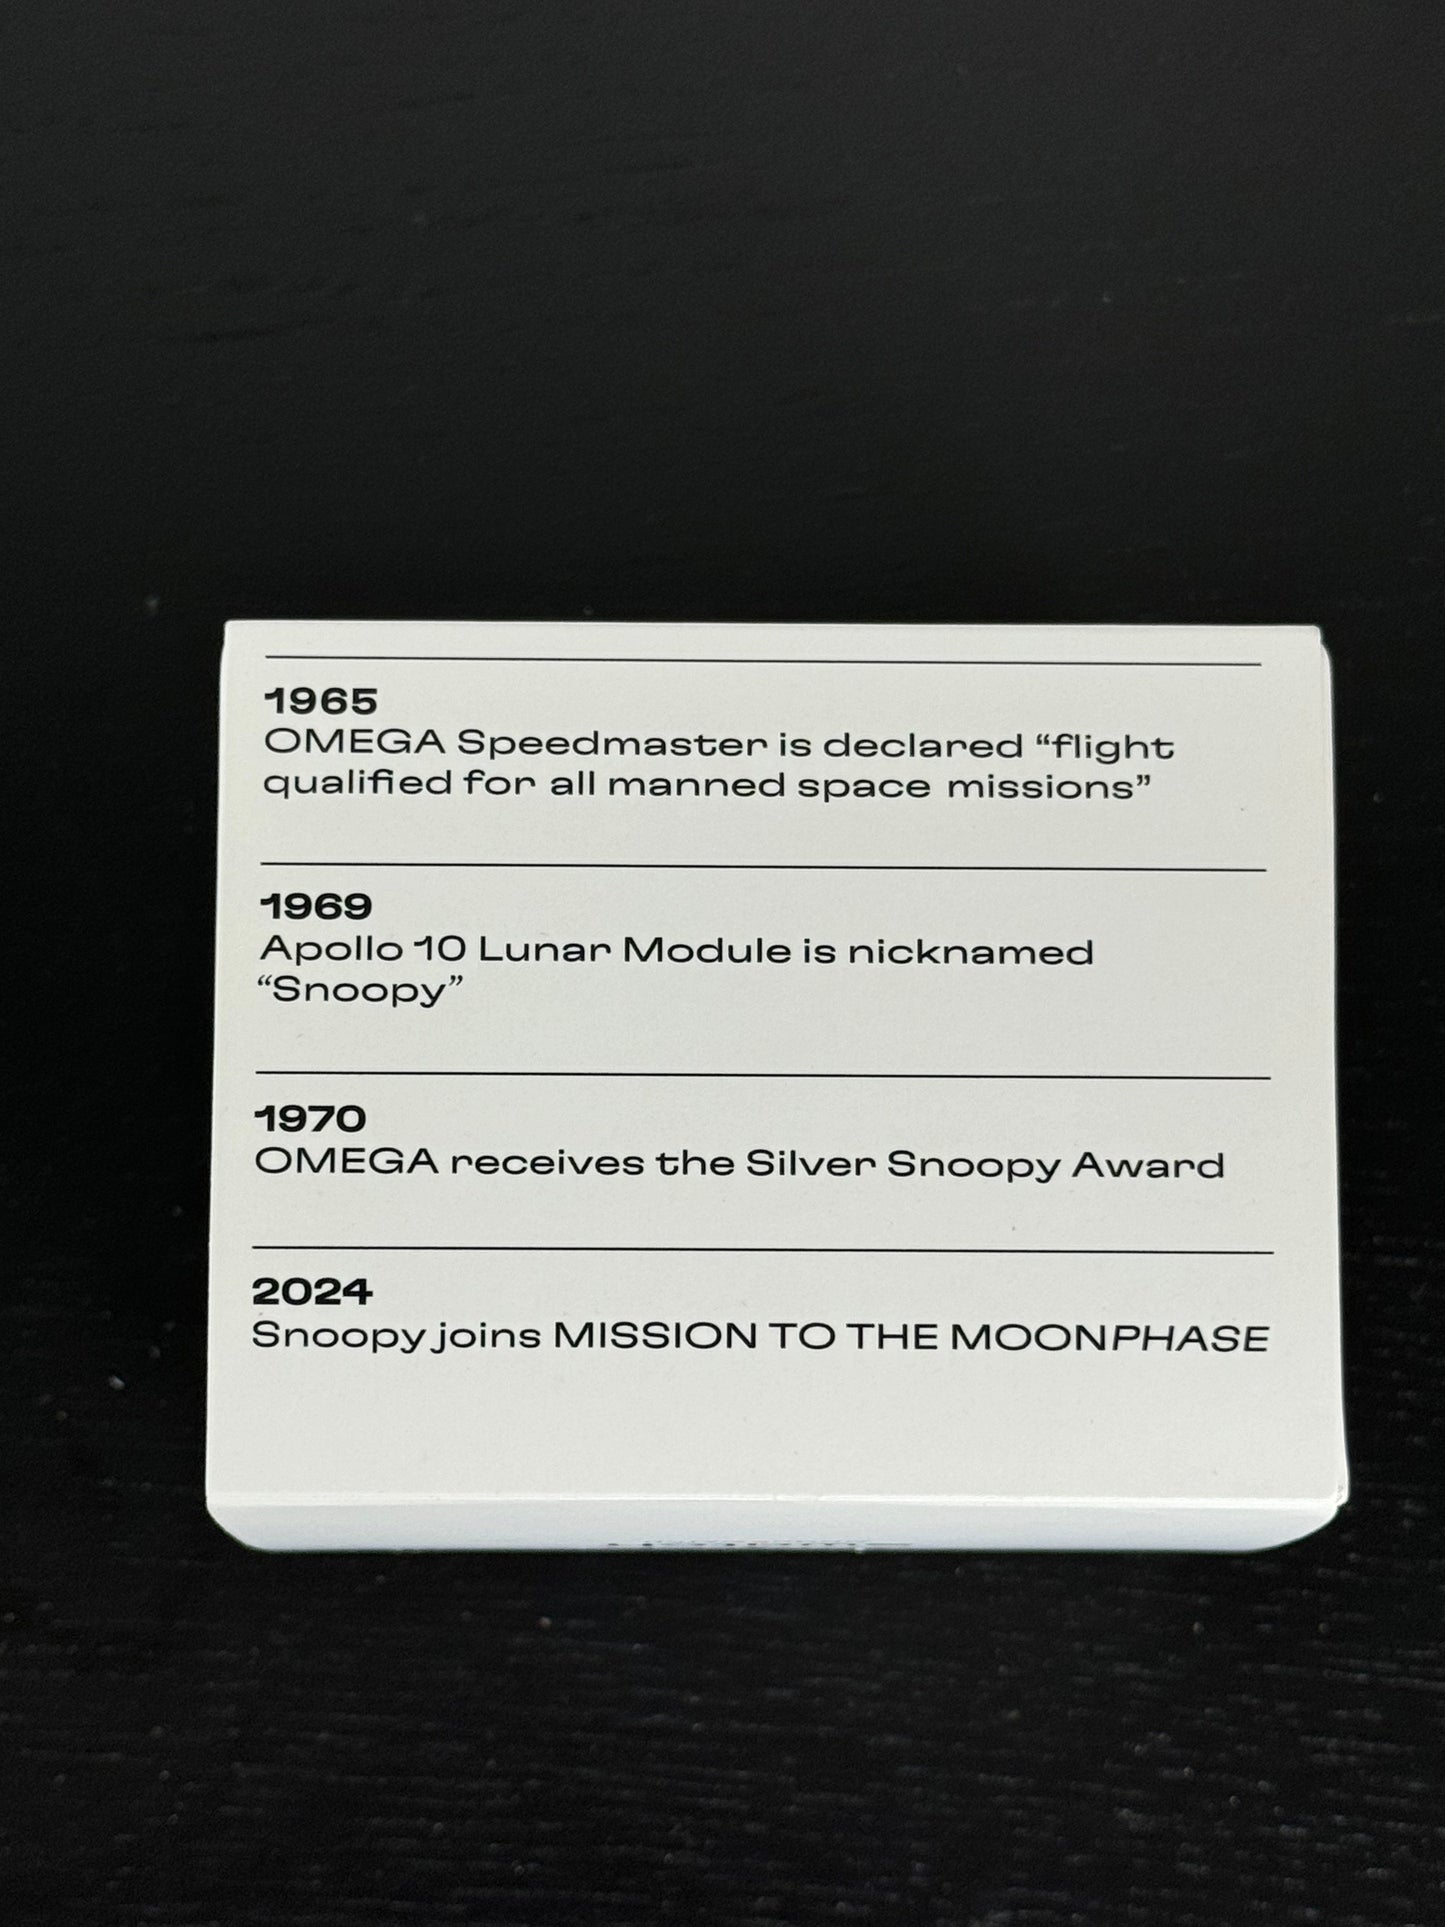 1965
OMEGA Speedmaster is declared “flight
qualified for all manned space missions”
1969
Apollo 10 Lunar Module is nicknamed
“Snoopy”
1970
OMEGA receives the Silver Snoopy Award
2024
Snoopy joins MISSION TO THE MOONPHASE